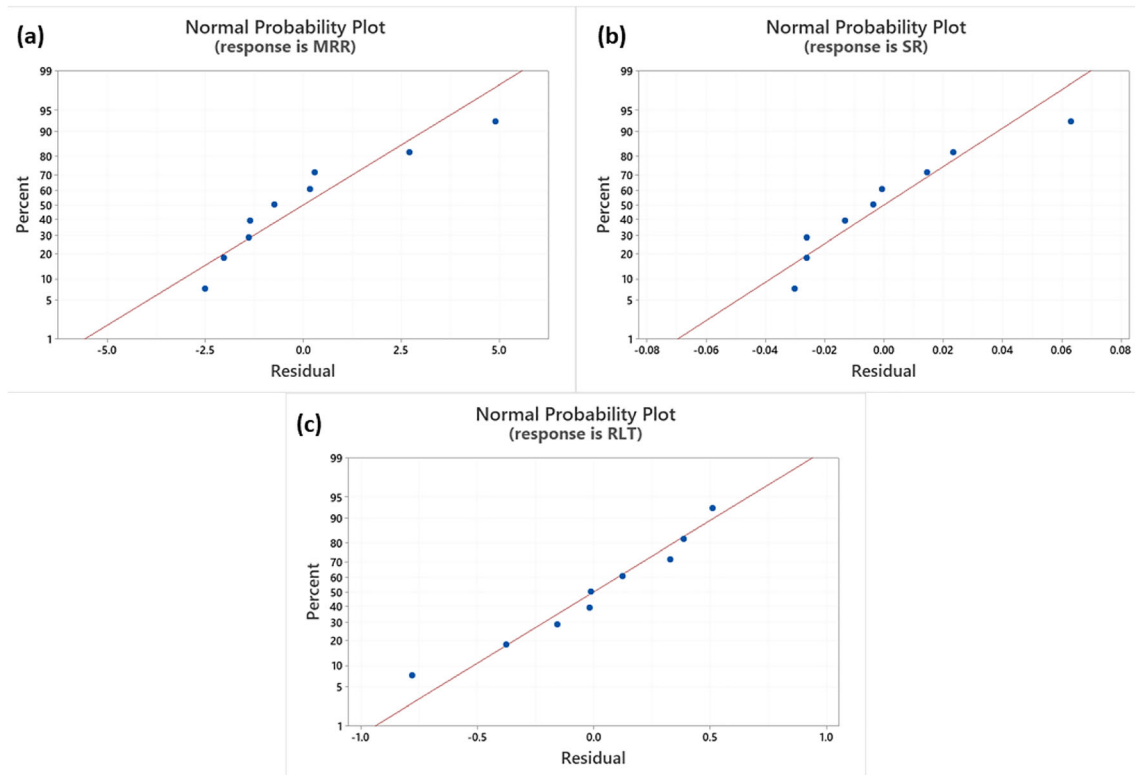 (a)
Normal Probability Plot
(response is MRR)
99
95
90
80
70
60
50
40
30
20
10
5
1
Percent
-5.0 -2.5 0.0 2.5 5.0
Residual
(b)
Normal Probability Plot
(response is SR)
99
95
90
80
70
60
50
40
30
20
10
5
1
Percent
-0.08 -0.06 -0.04 -0.02 0.00 0.02 0.04 0.06 0.08
Residual
(c)
Normal Probability Plot
(response is RLT)
99
95
90
80
70
60
50
40
30
20
10
5
1
Percent
-1.0 -0.5 0.0 0.5 1.0
Residual